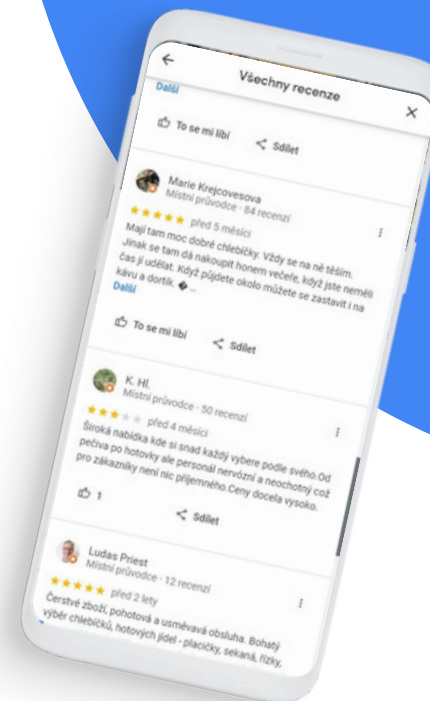 Všechny recenze
Další
To se mi líbí
Sdílet
Marie Krejcovesova
Místní průvodce · 84 recenzí
před 5 měsíci
Mají tam moc dobré chlebíčky. Vždy se na ně těším.
Jinak se tam dá nakoupit honem večeře, když jste neměli
čas jí udělat. Když půjdete okolo můžete se zastavit i na
kávu a dortík. �...
Další
To se mi líbí
Sdílet
K. Hl.
Místní průvodce · 50 recenzí
před 4 měsíci
Široká nabídka kde si snad každý vybere podle svého.Od
pečiva po hotovky ale personál nervózní a neochotný což
pro zákazníky není nic příjemného.Ceny docela vysoko.
1
Sdílet
Ludas Priest
Místní průvodce · 12 recenzí
před 2 lety
Čerstvé zboží, pohotová a usměvavá obsluha. Bohatý
výběr chlebíčků, hotových jídel - placičky, sekaná, řízky,